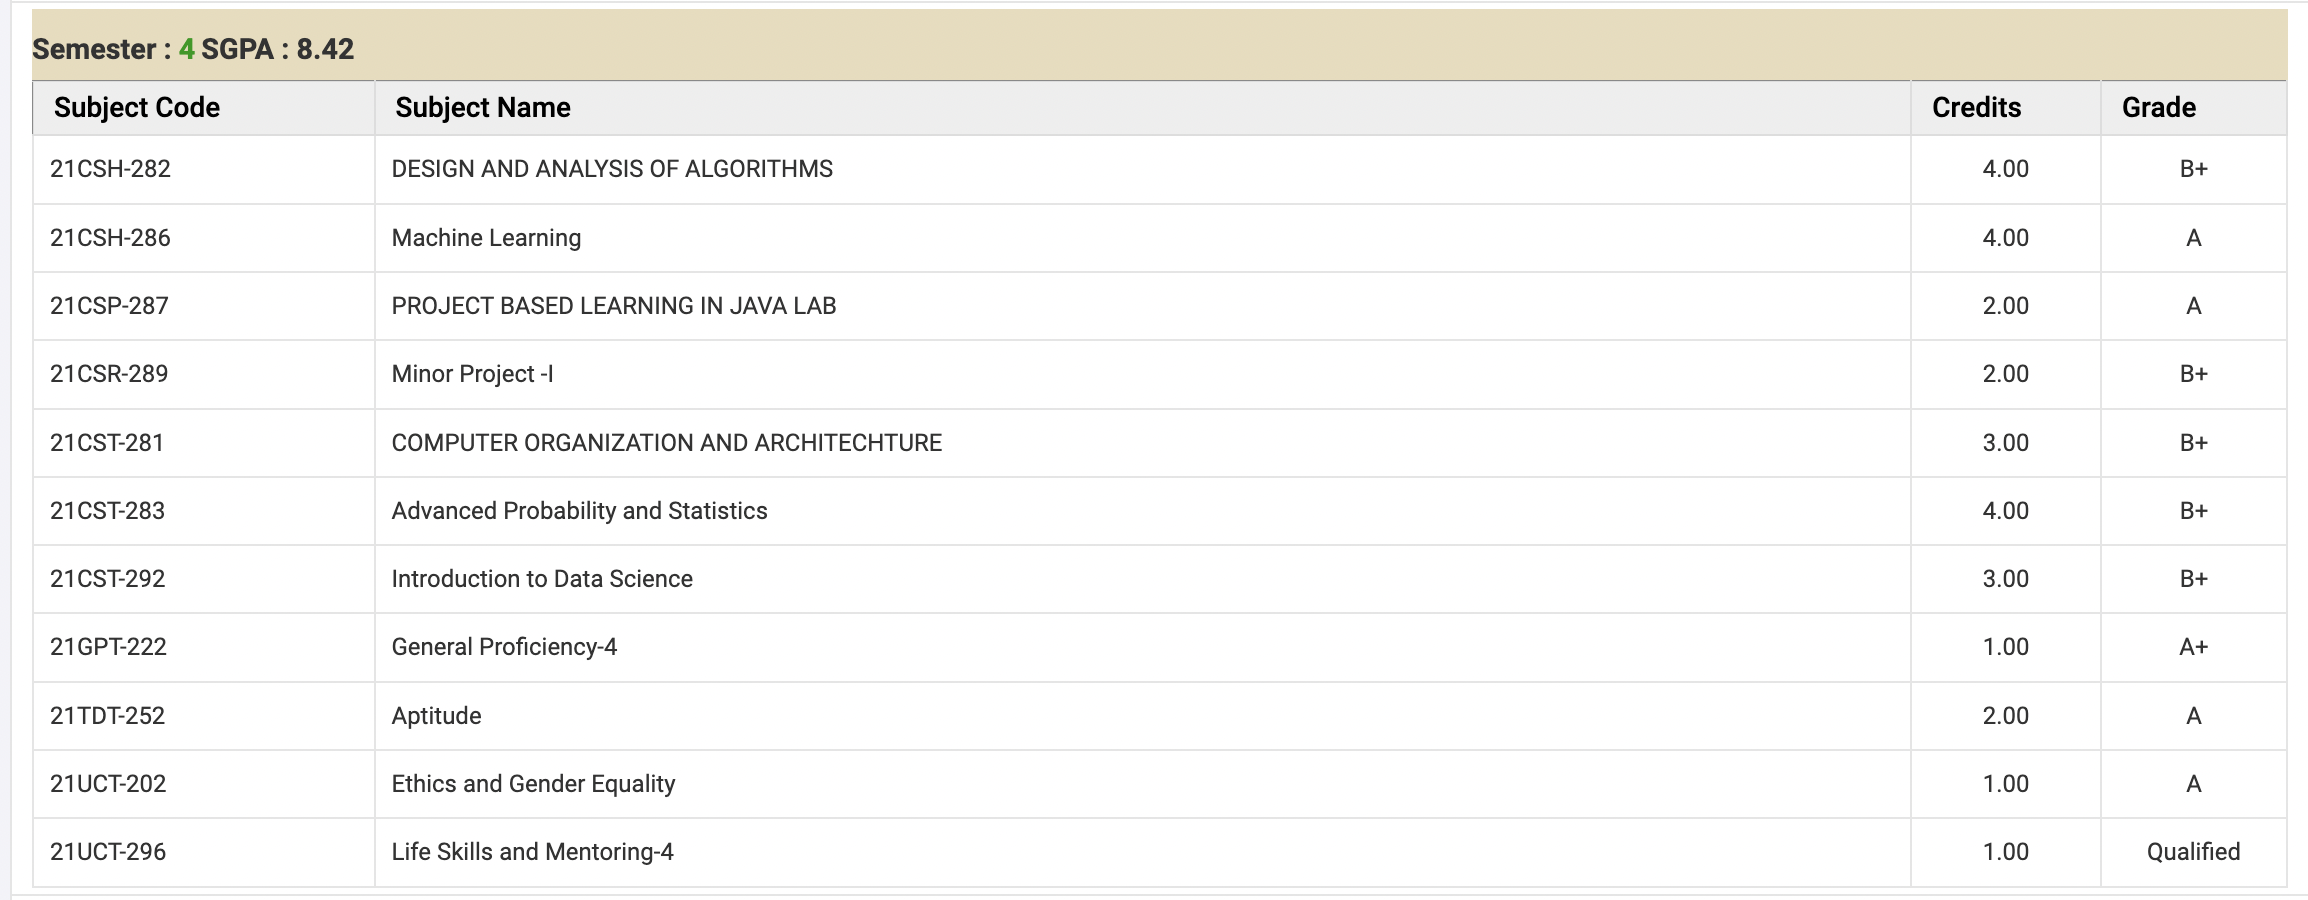 Semester : 4 SGPA : 8.42
Subject Code Subject Name Credits Grade
21CSH-282 DESIGN AND ANALYSIS OF ALGORITHMS 4.00 B+
21CSH-286 Machine Learning 4.00 A
21CSP-287 PROJECT BASED LEARNING IN JAVA LAB 2.00 A
21CSR-289 Minor Project -I 2.00 B+
21CST-281 COMPUTER ORGANIZATION AND ARCHITECHTURE 3.00 B+
21CST-283 Advanced Probability and Statistics 4.00 B+
21CST-292 Introduction to Data Science 3.00 B+
21GPT-222 General Proficiency-4 1.00 A+
21TDT-252 Aptitude 2.00 A
21UCT-202 Ethics and Gender Equality 1.00 A
21UCT-296 Life Skills and Mentoring-4 1.00 Qualified